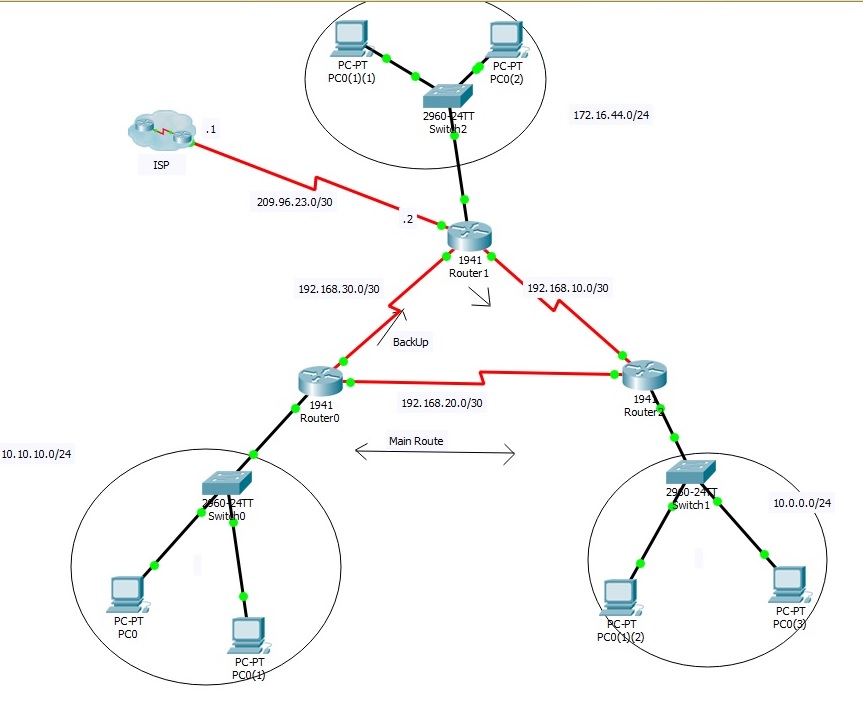 PC-PT
PC0(1)(1)
PC-PT
PC0(2)
2960-24TT
Switch2
172.16.44.0/24
.1
ISP
209.96.23.0/30
.2
1941
Router1
192.168.30.0/30
192.168.10.0/30
BackUp
1941
Router0
192.168.20.0/30
1941
Router2
10.10.10.0/24
Main Route
2960-24TT
Switch0
2960-24TT
Switch1
10.0.0.0/24
PC-PT
PC0
PC-PT
PC0(1)
PC-PT
PC0(1)(2)
PC-PT
PC0(3)